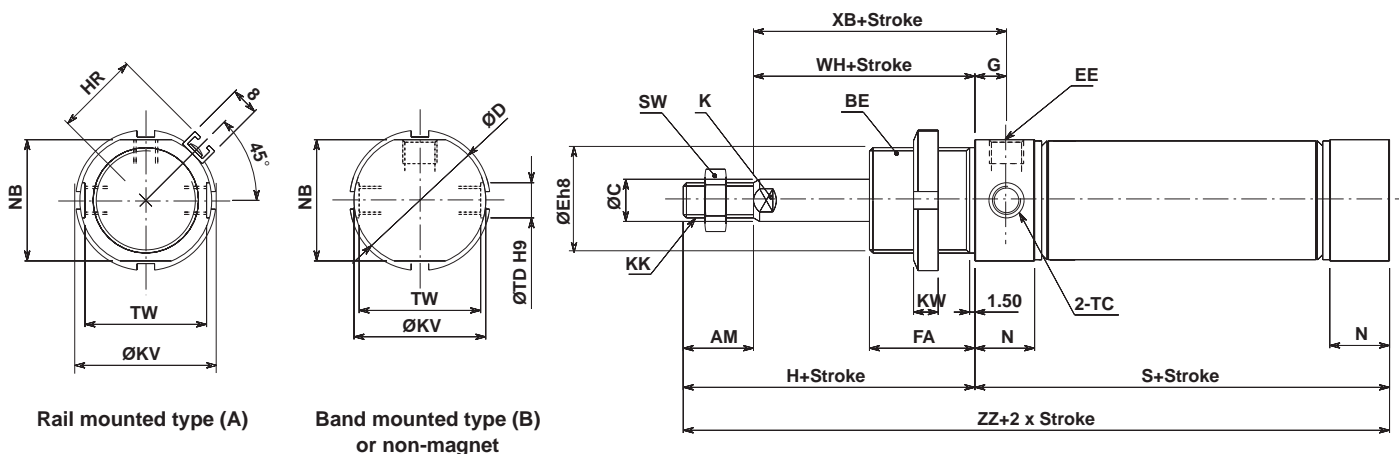 XB+Stroke
WH+Stroke
G
EE
HR
8
45°
NB
TW
ØKV
NB
ØD
TW
ØKV
ØTD H9
SW
K
BE
ØEh8
ØC
KK
KW
1.50
2-TC
AM
FA
N
N
H+Stroke
S+Stroke
ZZ+2 x Stroke
Rail mounted type (A)
Band mounted type (B)
or non-magnet